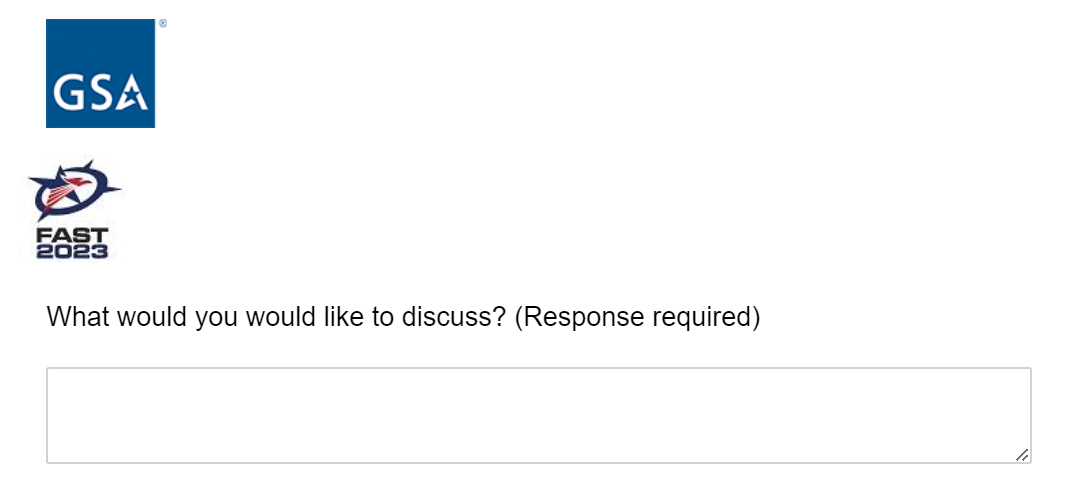 GSA
®
FAST
2023
What would you would like to discuss? (Response required)